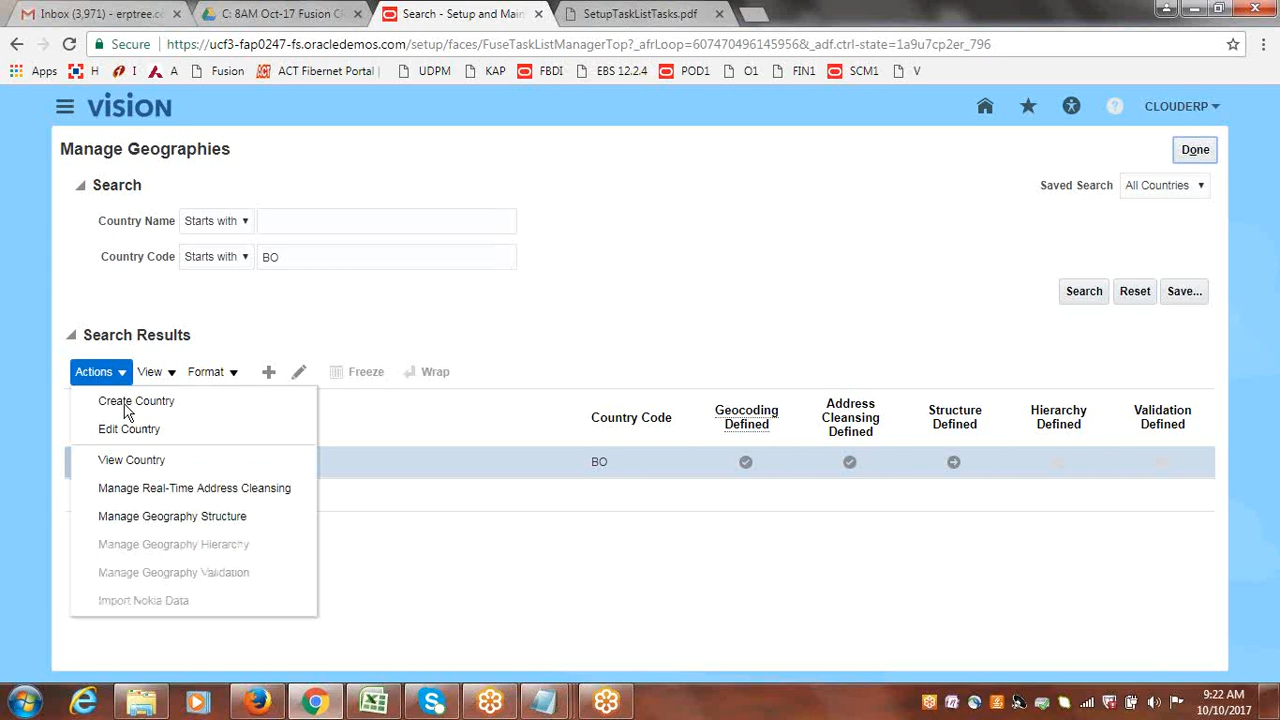 Inbox (3,971) - erptree.c
C: 8AM Oct-17 Fusion C
Search - Setup and Main
SetupTaskListTasks.pdf
Secure
https://ucf3-fap0247-fs.oracledemos.com/setup/faces/FuseTaskListManagerTop?_afrLoop=6074704961459556&_adf.ctrl-state=1a9u7cp2er_796
Apps H I A Fusion ACT Fibernet Portal UDPM KAP FBDI EBS 12.2.4 POD1 O1 FIN1 SCM1 V
VISION
CLOUDERP
Manage Geographies
Done
Search
Saved Search All Countries
Country Name Starts with
Country Code Starts with BO
Search Reset Save...
Search Results
Actions View Format Freeze Wrap
Create Country
Edit Country
View Country
Manage Real-Time Address Cleansing
Manage Geography Structure
Manage Geography Hierarchy
Manage Geography Validation
Import Nokia Data
Country Code
Geocoding Defined
Address Cleansing Defined
Structure Defined
Hierarchy Defined
Validation Defined
BO
9:22 AM
10/10/2017